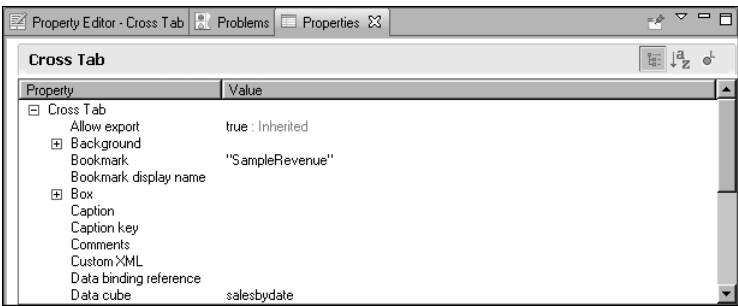 Property Editor - Cross Tab Problems Properties
Cross Tab
Property Value
Cross Tab
Allow export true : Inherited
Background
Bookmark "SampleRevenue"
Bookmark display name
Box
Caption
Caption key
Comments
Custom XML
Data binding reference
Data cube salesbydate